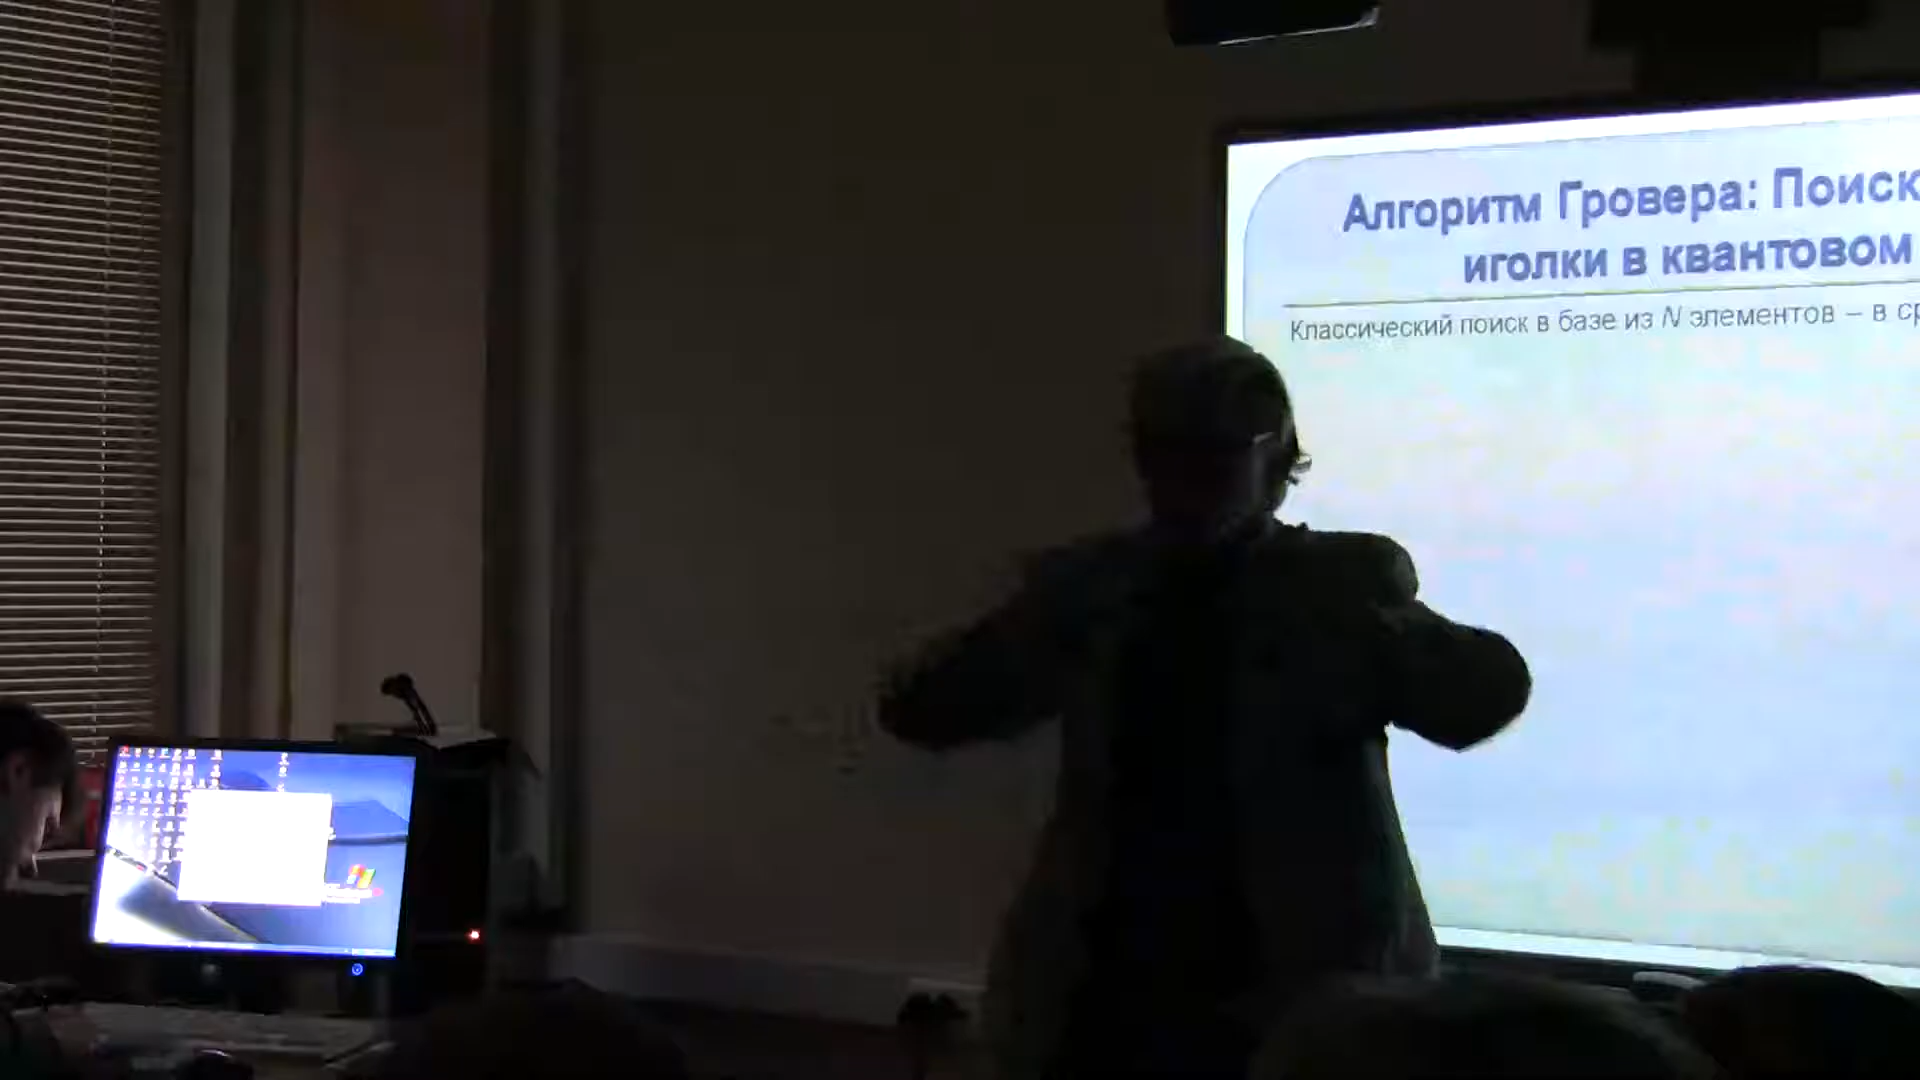 Алгоритм Гровера: Поиск
иголки в квантовом
Классический поиск в базе из N элементов – в ср